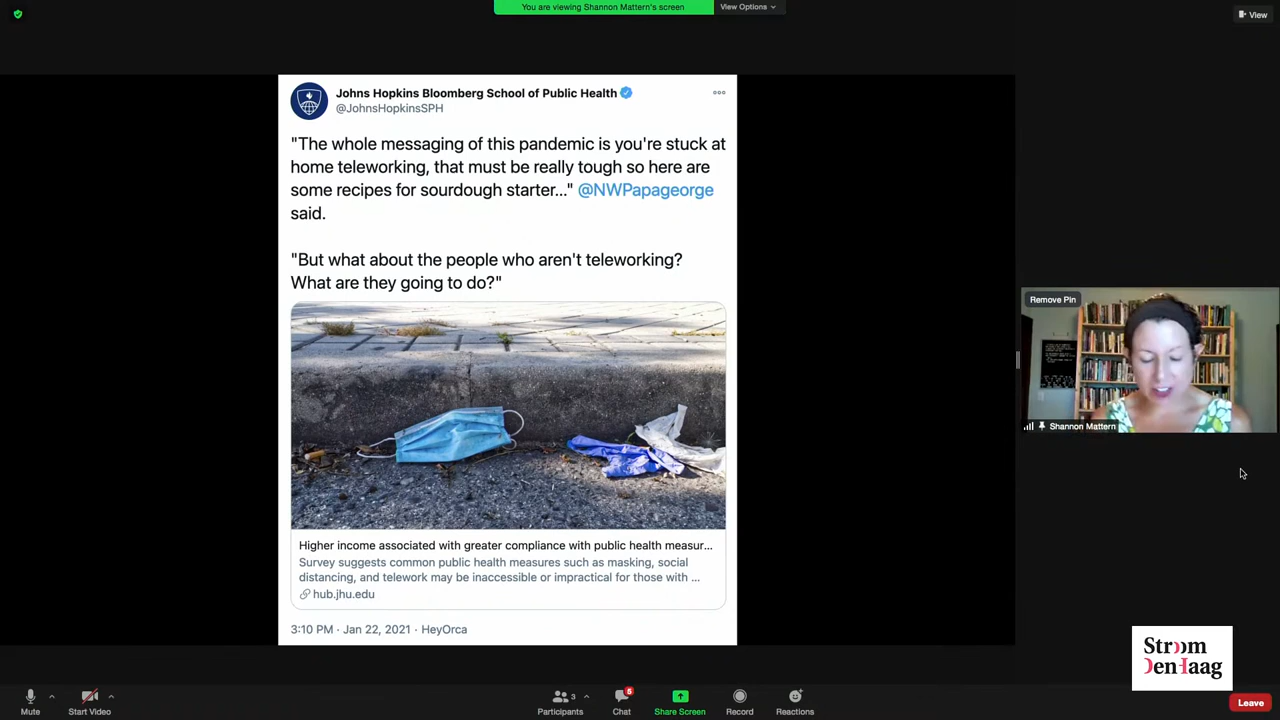 You are viewing Shannon Mattern's screen
View Options
View
Johns Hopkins Bloomberg School of Public Health
@JohnsHopkinsSPH
"The whole messaging of this pandemic is you're stuck at
home teleworking, that must be really tough so here are
some recipes for sourdough starter..." @NWPapageorge
said.
"But what about the people who aren't teleworking?
What are they going to do?"
Higher income associated with greater compliance with public health measur...
Survey suggests common public health measures such as masking, social
distancing, and telework may be inaccessible or impractical for those with ...
hub.jhu.edu
3:10 PM · Jan 22, 2021 · HeyOrca
Remove Pin
Shannon Mattern
Stroom
Den Haag
Mute
Start Video
Participants
3
Chat
6
Share Screen
Record
Reactions
Leave